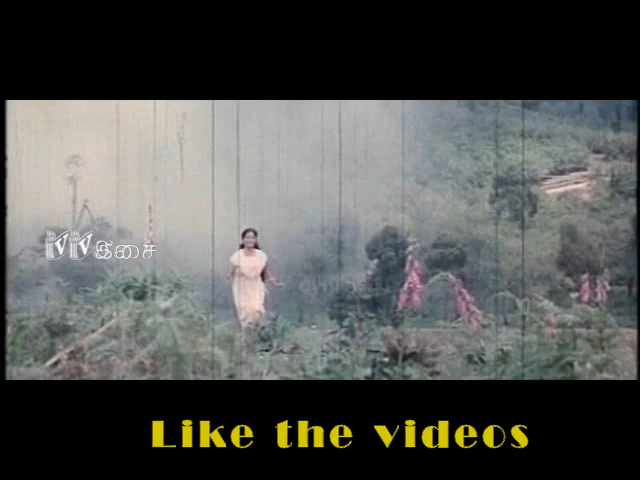 இசை
Like the videos